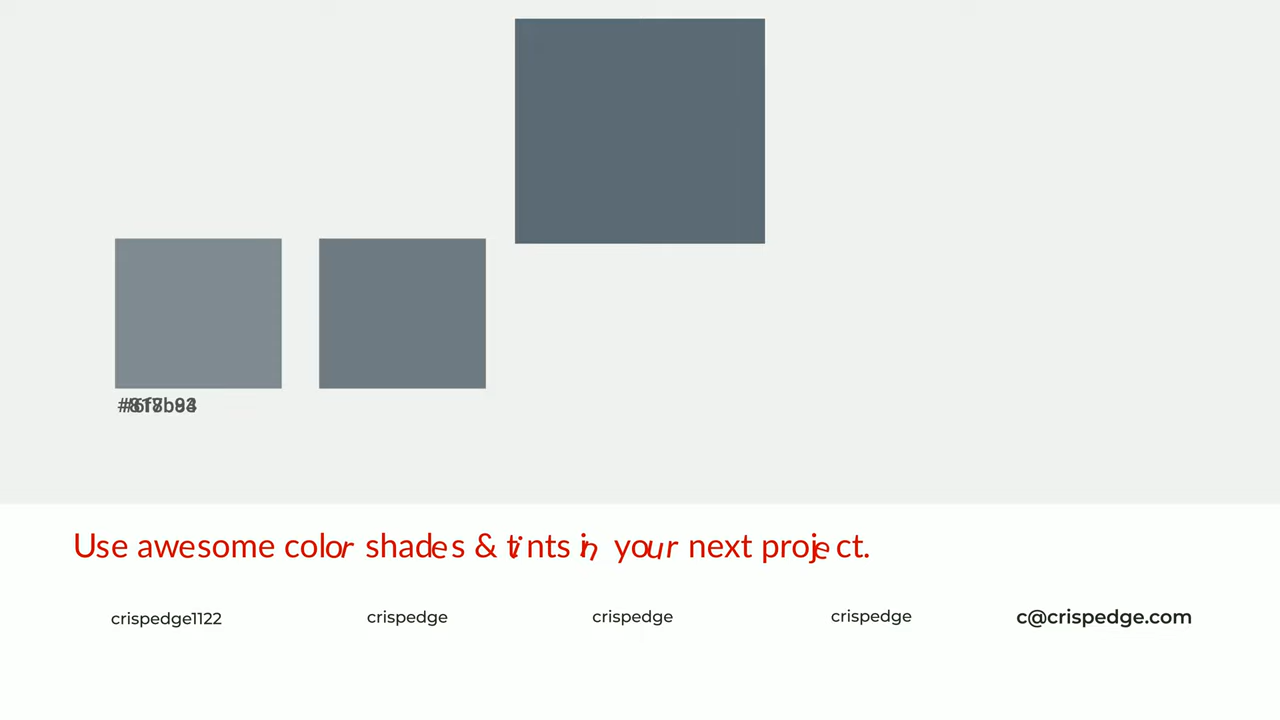 Use awesome color shades & tints in your next project.
crispedge1122 crispedge crispedge crispedge c@crispedge.com